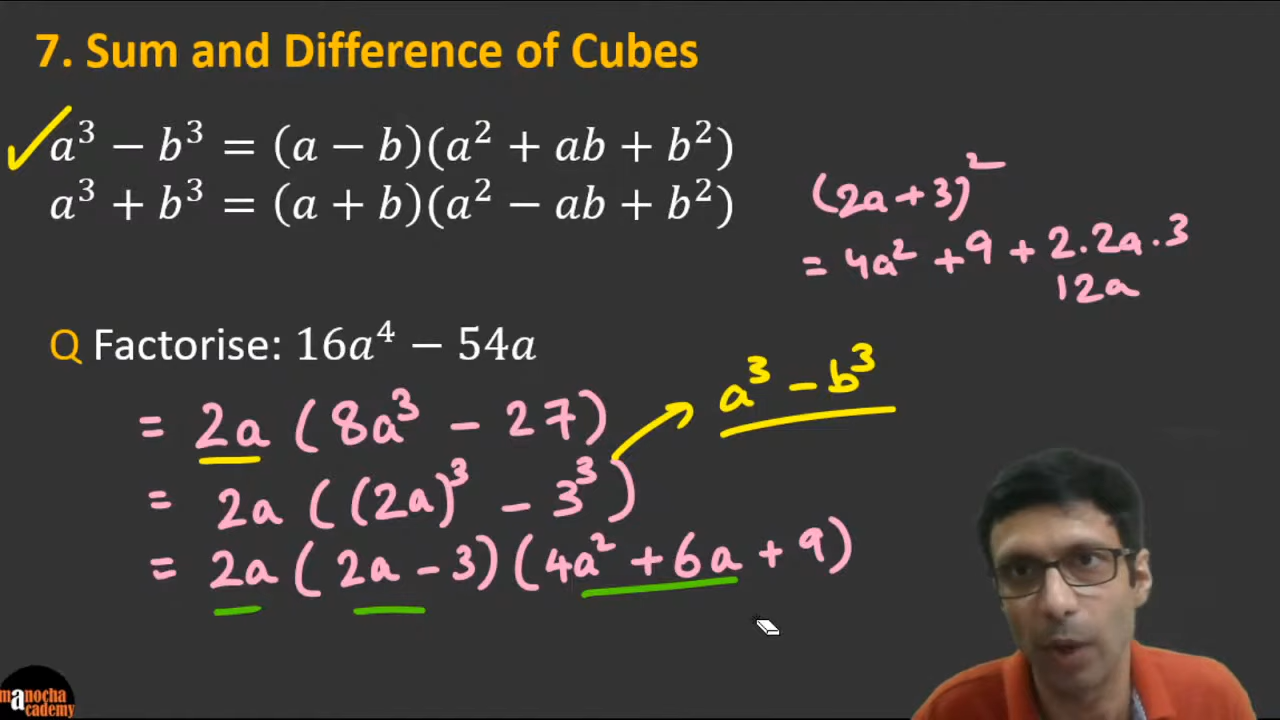 7. Sum and Difference of Cubes
a³ − b³ = (a − b)(a² + ab + b²)
a³ + b³ = (a + b)(a² − ab + b²)
(2a + 3)²
= 4a² + 9 + 2.2a.3
12a
Q Factorise: 16a⁴ − 54a
a³ − b³
= 2a (8a³ − 27)
= 2a ((2a)³ − 3³)
= 2a (2a − 3) (4a² + 6a + 9)
manocha
academy